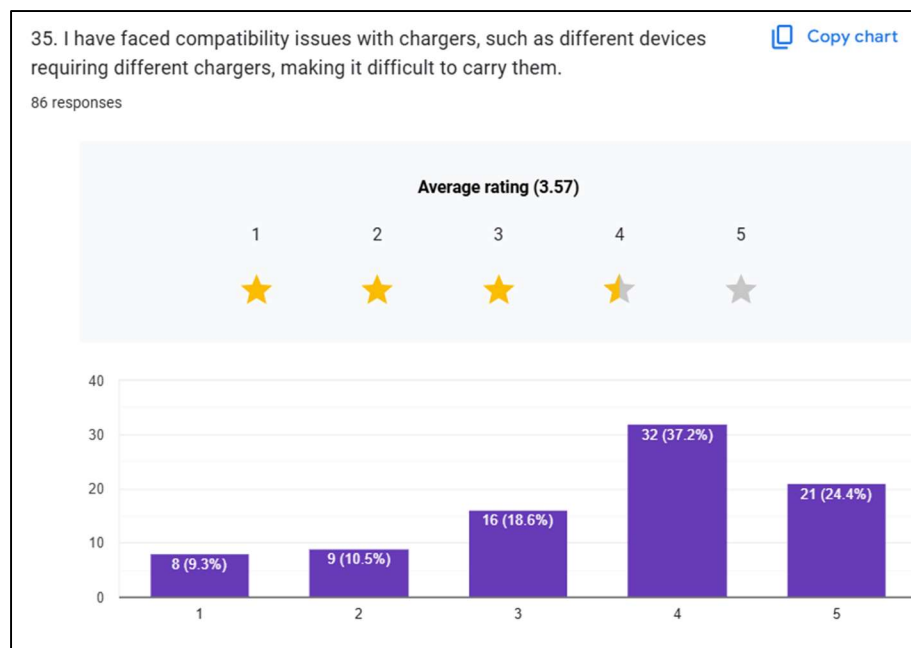 35. I have faced compatibility issues with chargers, such as different devices
requiring different chargers, making it difficult to carry them.
Copy chart
86 responses
Average rating (3.57)
1 2 3 4 5
40
30
20
10
0
8 (9.3%)
9 (10.5%)
16 (18.6%)
32 (37.2%)
21 (24.4%)
1 2 3 4 5